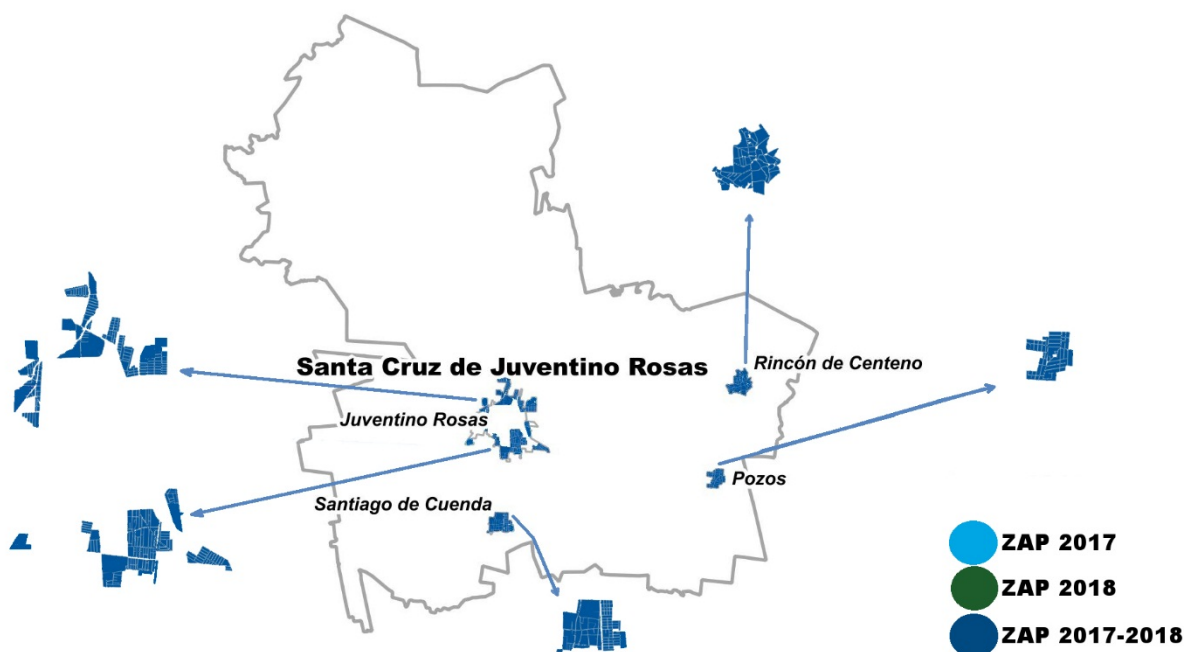 Santa Cruz de Juventino Rosas
Rincón de Centeno
Juventino Rosas
Pozos
Santiago de Cuenda
ZAP 2017
ZAP 2018
ZAP 2017-2018